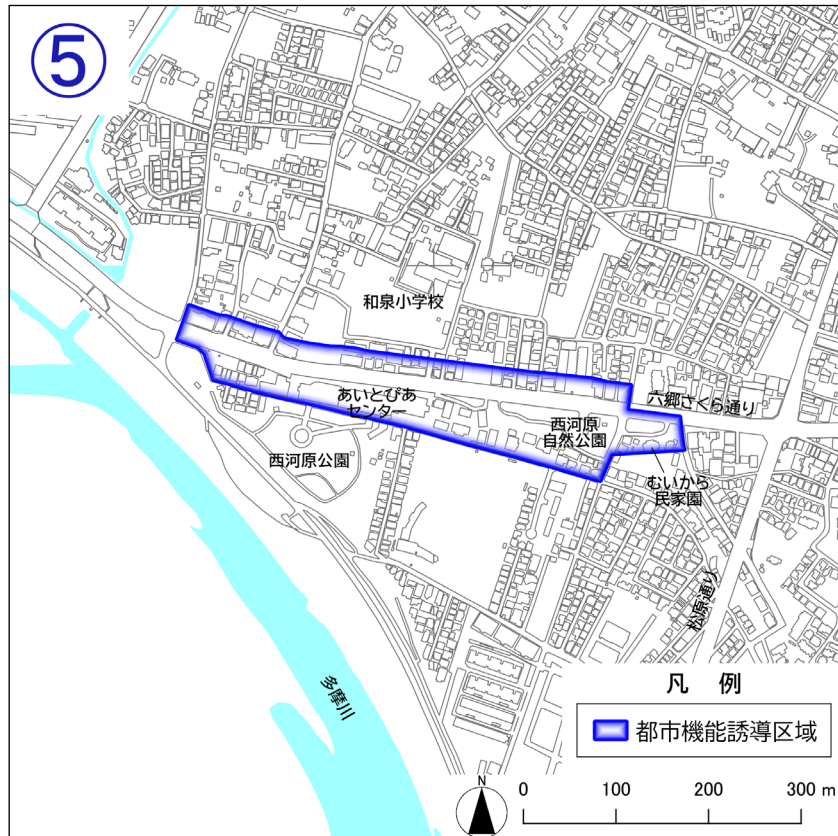 ⑤
和泉小学校
六郷さくら通り
あいとぴあ
センター
西河原
自然公園
西河原公園
むいから
民家園
松原通り
多摩川
凡 例
都市機能誘導区域
N
0 100 200 300 m